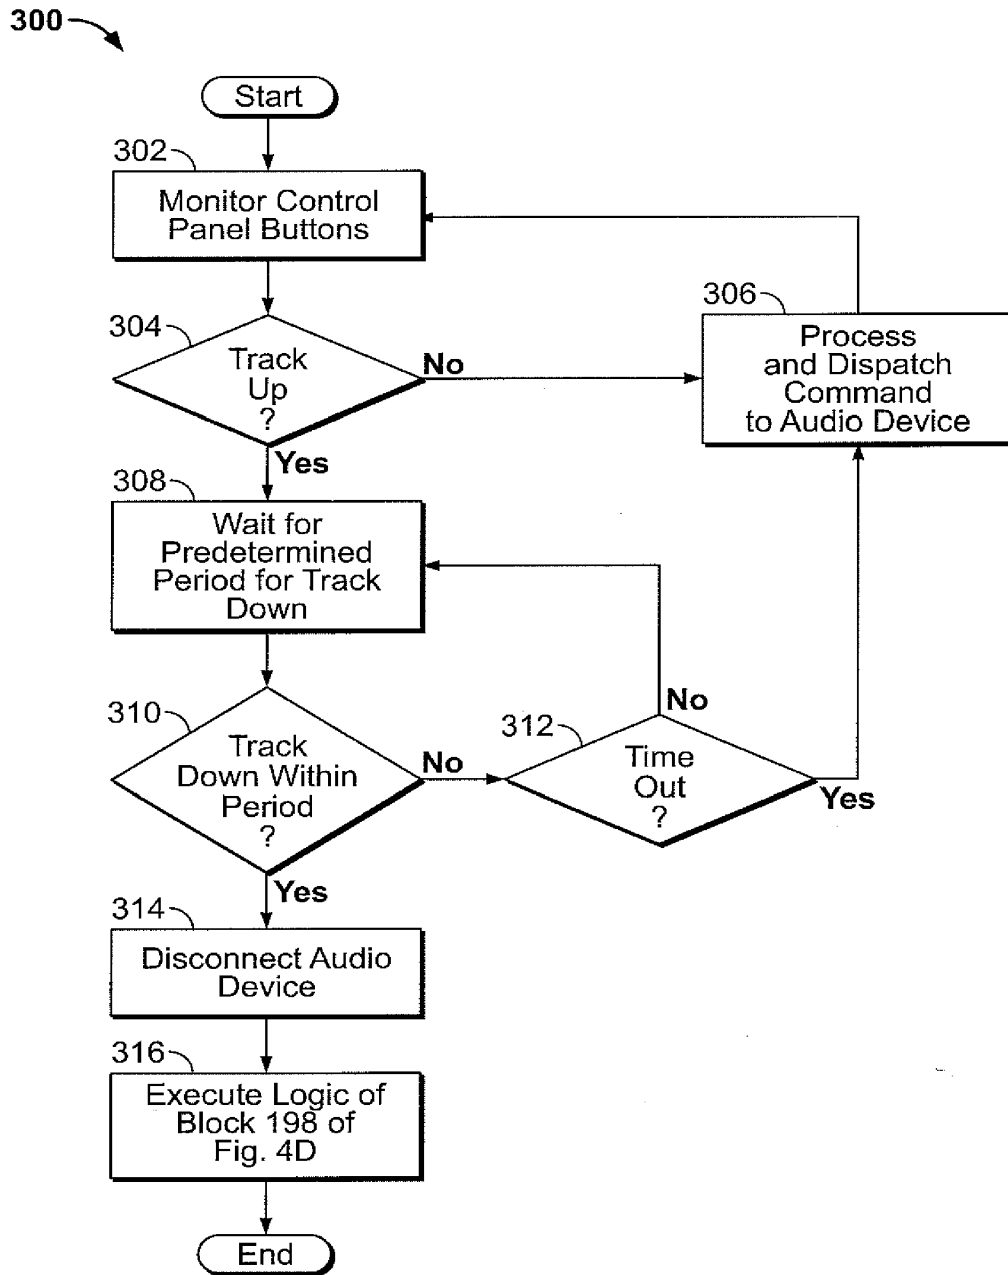 300
Start
302
Monitor Control
Panel Buttons
304
Track
Up
?
No
306
Process
and Dispatch
Command
to Audio Device
Yes
308
Wait for
Predetermined
Period for Track
Down
310
Track
Down Within
Period
?
No
312
Time
Out
?
No
Yes
Yes
314
Disconnect Audio
Device
316
Execute Logic of
Block 198 of
Fig. 4D
End